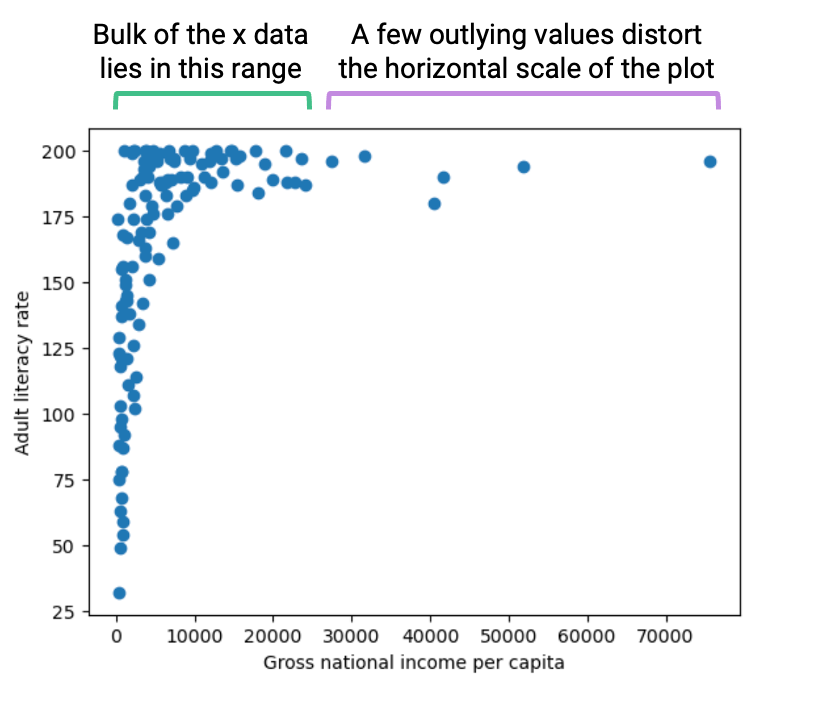 Bulk of the x data
lies in this range
A few outlying values distort
the horizontal scale of the plot
200
175
150
125
100
75
50
25
Adult literacy rate
0 10000 20000 30000 40000 50000 60000 70000
Gross national income per capita